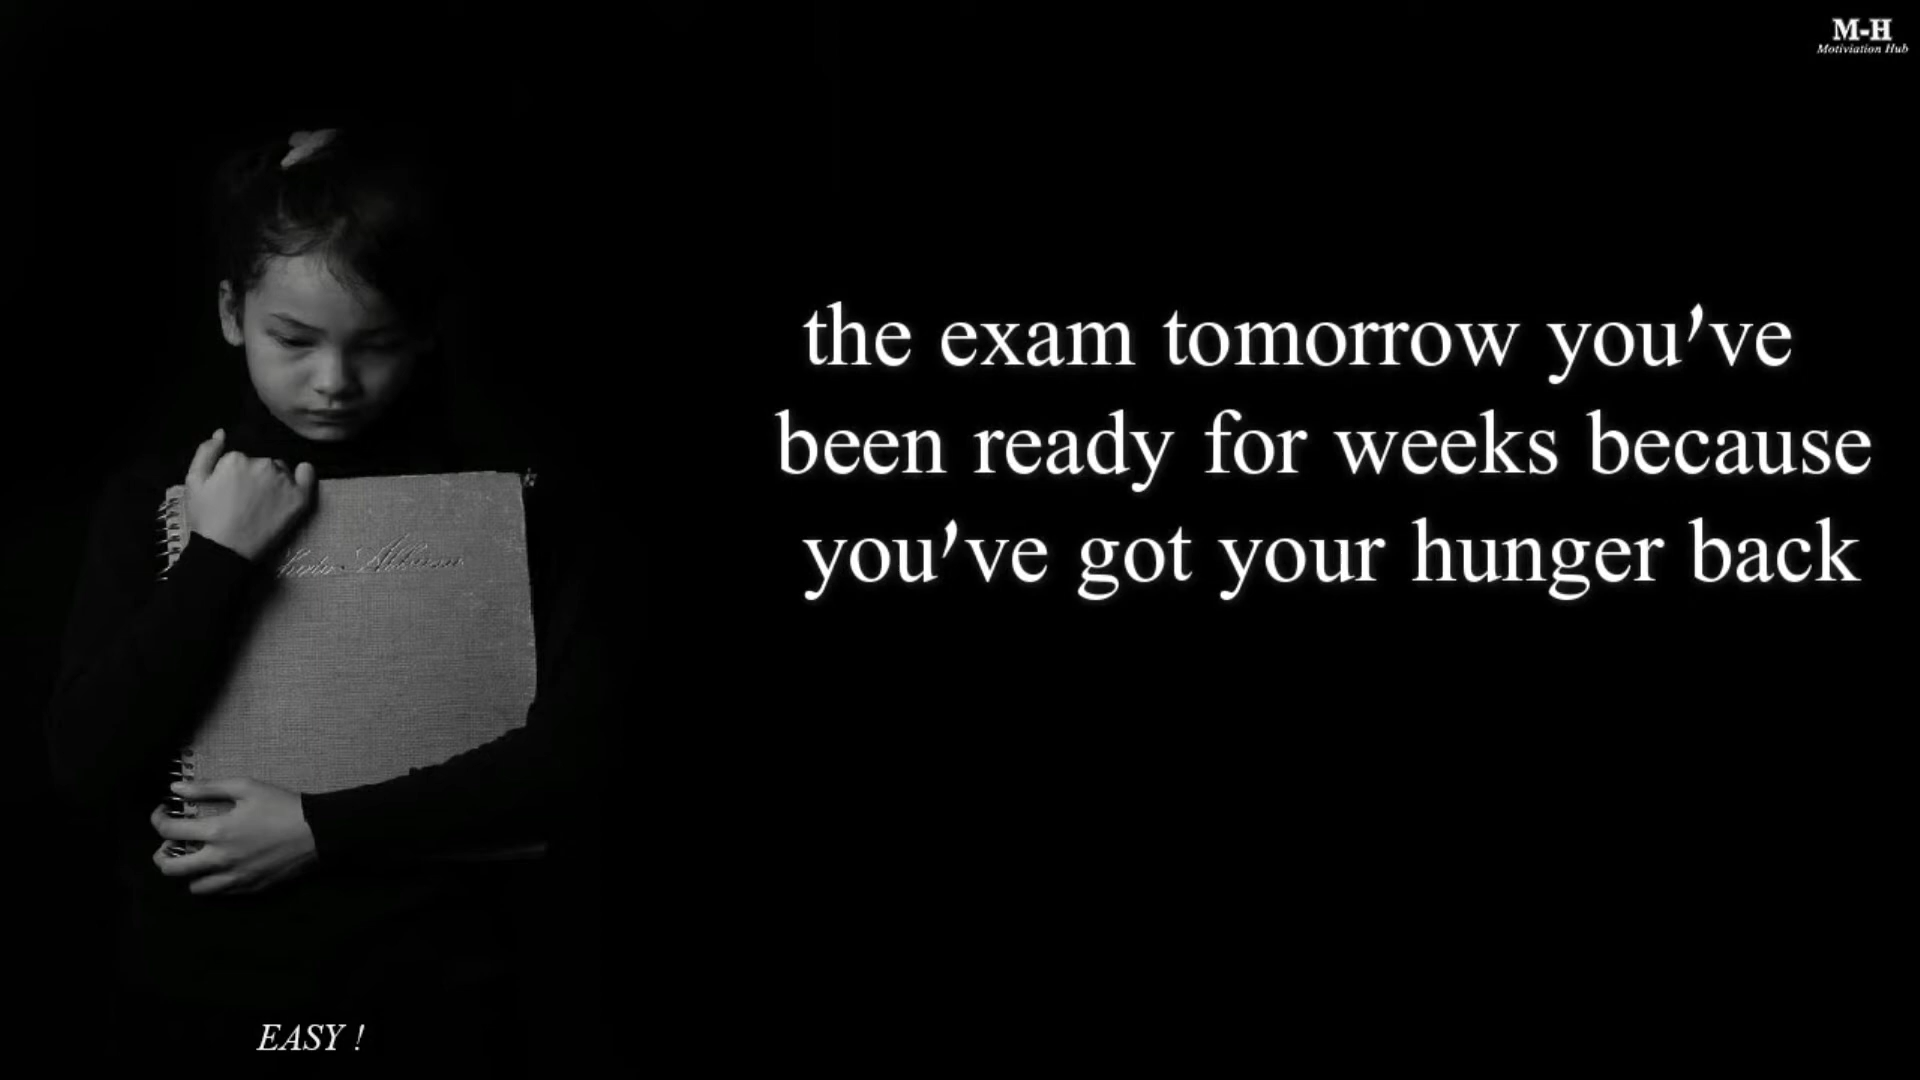 M-H
Motiviation Hub
the exam tomorrow you've
been ready for weeks because
you've got your hunger back
Album
EASY !